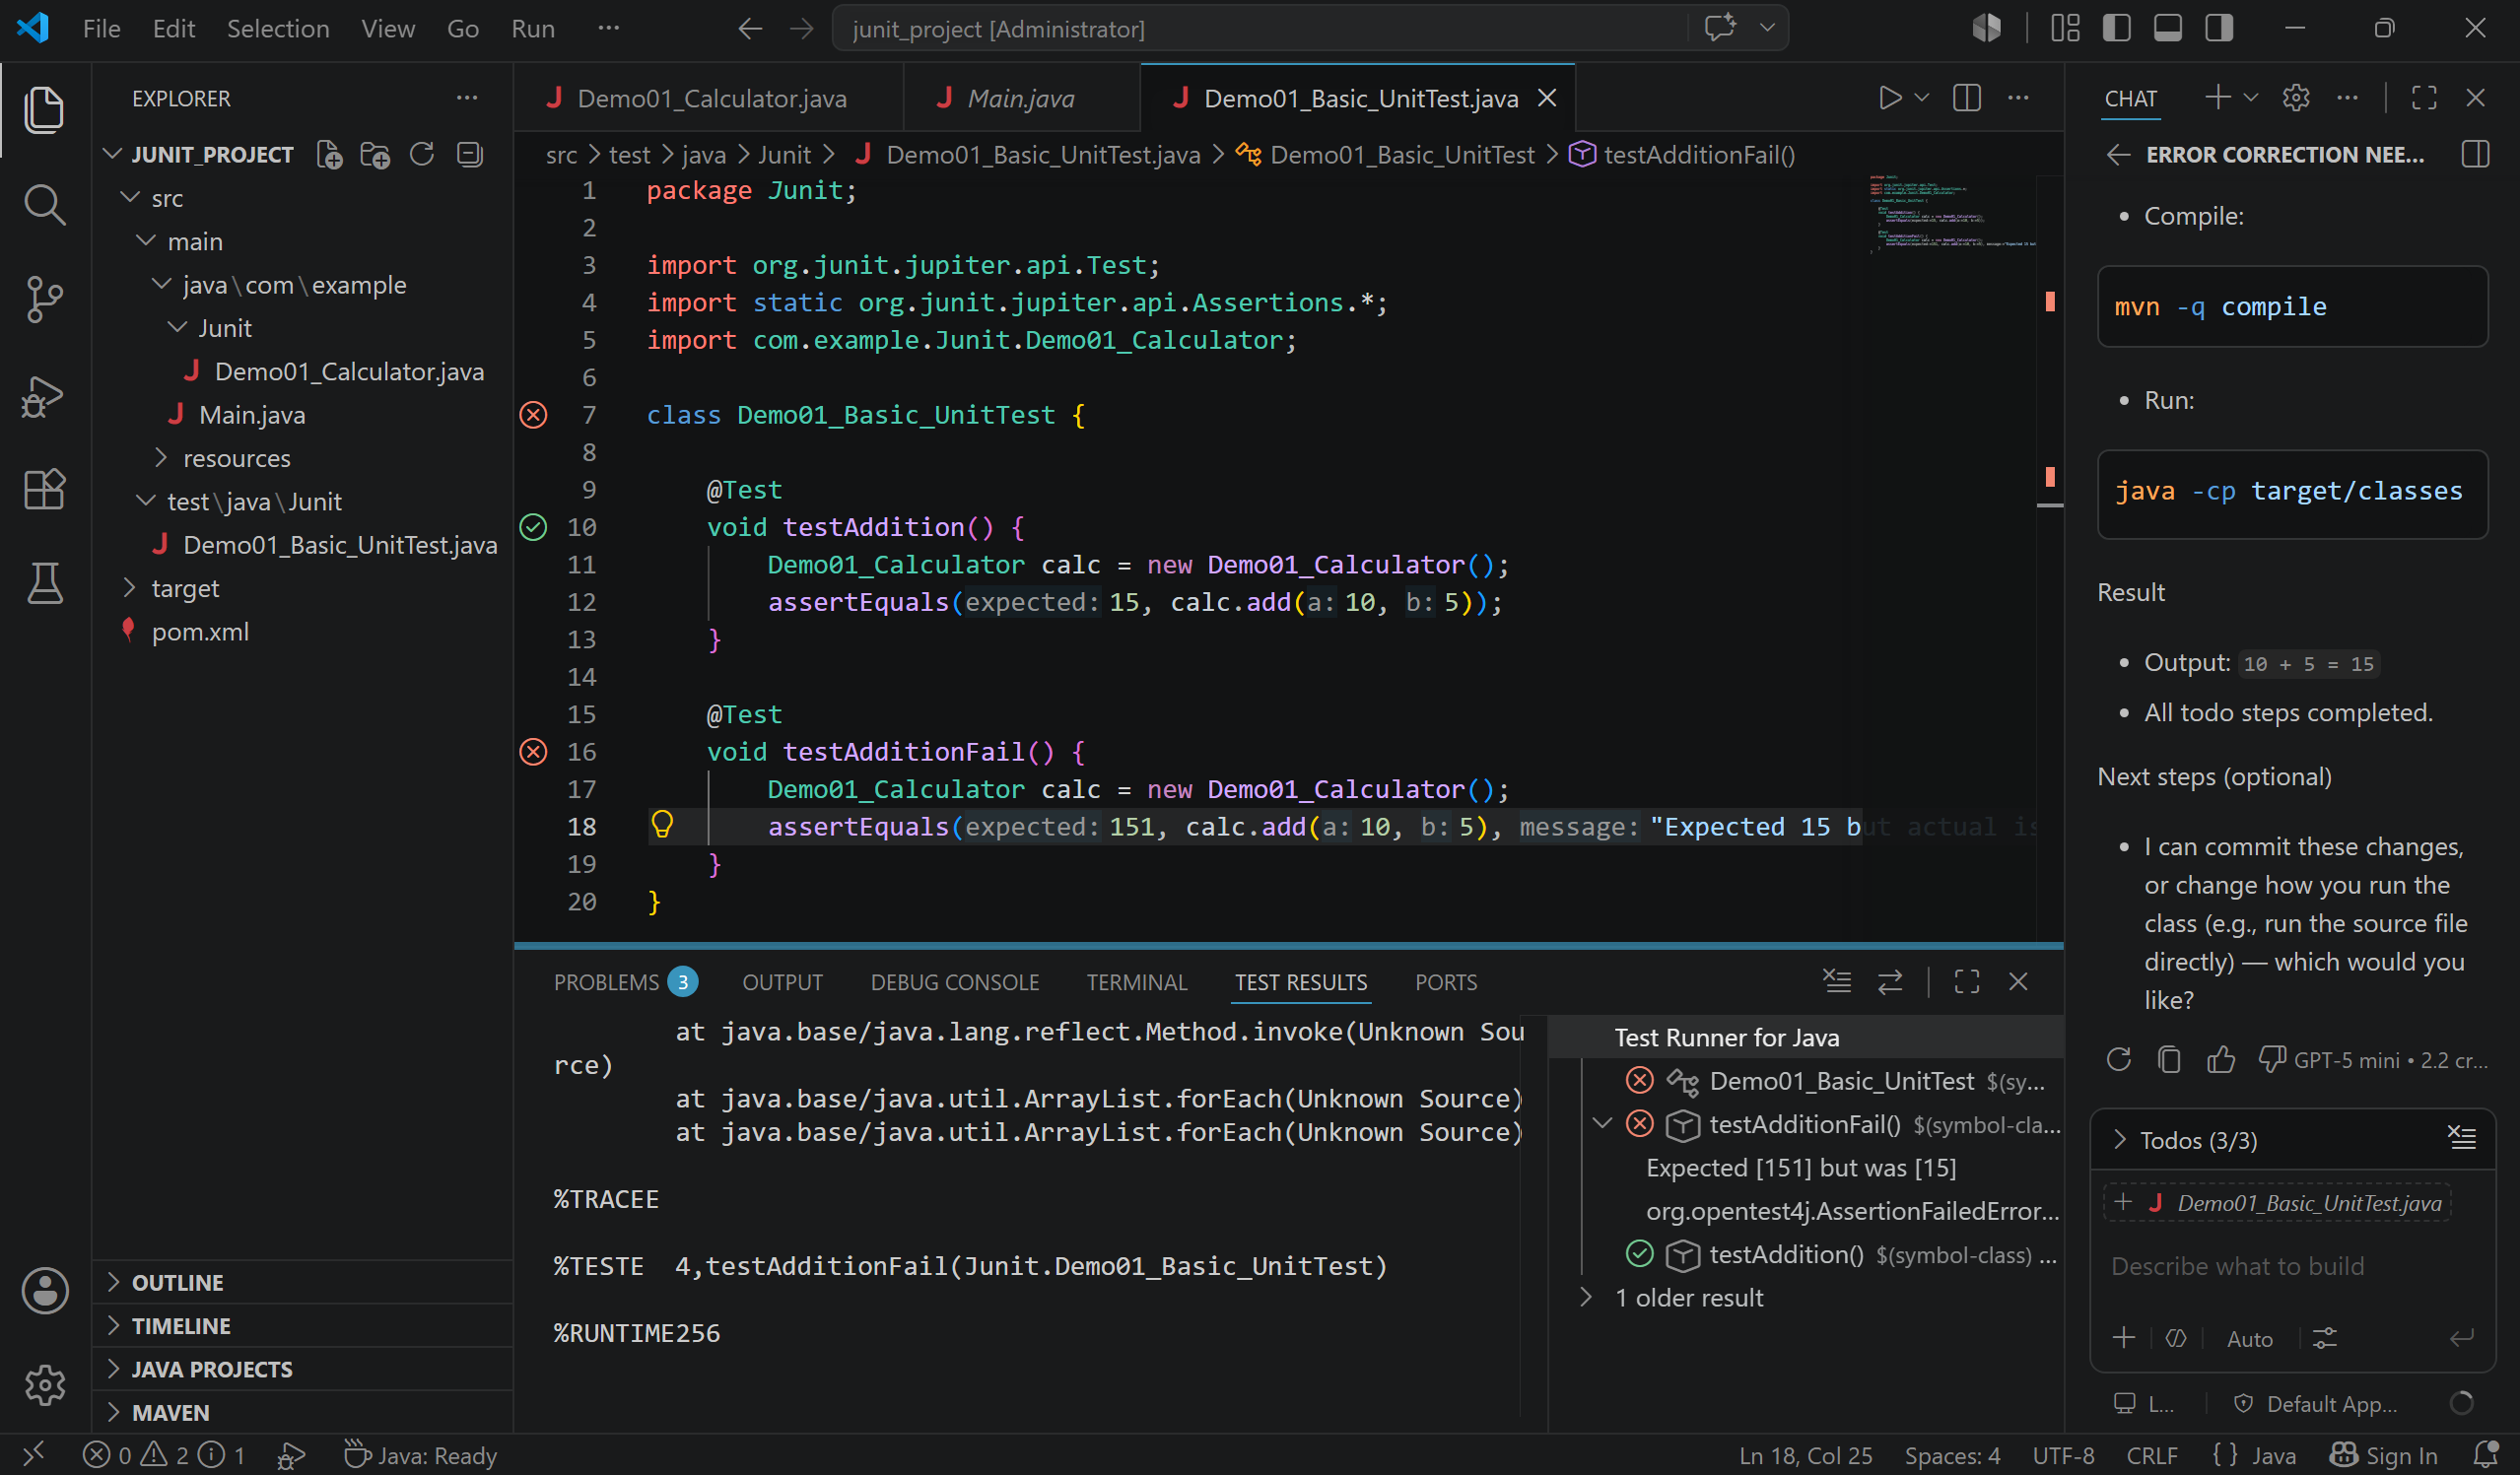 File Edit Selection View Go Run ···
junit_project [Administrator]
EXPLORER
JUNIT_PROJECT
src
main
java\com\example
Junit
Demo01_Calculator.java
Main.java
resources
test\java\Junit
Demo01_Basic_UnitTest.java
target
pom.xml
OUTLINE
TIMELINE
JAVA PROJECTS
MAVEN
Demo01_Calculator.java
Main.java
Demo01_Basic_UnitTest.java
src > test > java > Junit > Demo01_Basic_UnitTest.java > Demo01_Basic_UnitTest > testAdditionFail()
1 package Junit;
2
3 import org.junit.jupiter.api.Test;
4 import static org.junit.jupiter.api.Assertions.*;
5 import com.example.Junit.Demo01_Calculator;
6
7 class Demo01_Basic_UnitTest {
8
9 @Test
10 void testAddition() {
11 Demo01_Calculator calc = new Demo01_Calculator();
12 assertEquals(expected: 15, calc.add(a: 10, b: 5));
13 }
14
15 @Test
16 void testAdditionFail() {
17 Demo01_Calculator calc = new Demo01_Calculator();
18 assertEquals(expected: 151, calc.add(a: 10, b: 5), message: "Expected 15 but actual is
19 }
20 }
PROBLEMS 3 OUTPUT DEBUG CONSOLE TERMINAL TEST RESULTS PORTS
at java.base/java.lang.reflect.Method.invoke(Unknown Sou
rce)
at java.base/java.util.ArrayList.forEach(Unknown Source)
at java.base/java.util.ArrayList.forEach(Unknown Source)
%TRACEE
%TESTE 4,testAdditionFail(Junit.Demo01_Basic_UnitTest)
%RUNTIME256
Test Runner for Java
Demo01_Basic_UnitTest $(sy...
testAdditionFail() $(symbol-cla...
Expected [151] but was [15]
org.opentest4j.AssertionFailedError...
testAddition() $(symbol-class) ...
1 older result
CHAT
ERROR CORRECTION NEE...
• Compile:
mvn -q compile
• Run:
java -cp target/classes
Result
• Output: 10 + 5 = 15
• All todo steps completed.
Next steps (optional)
• I can commit these changes,
or change how you run the
class (e.g., run the source file
directly) — which would you
like?
GPT-5 mini • 2.2 cr...
Todos (3/3)
Demo01_Basic_UnitTest.java
Describe what to build
Auto
L... Default App...
0 2 1 Java: Ready
Ln 18, Col 25 Spaces: 4 UTF-8 CRLF { } Java Sign In